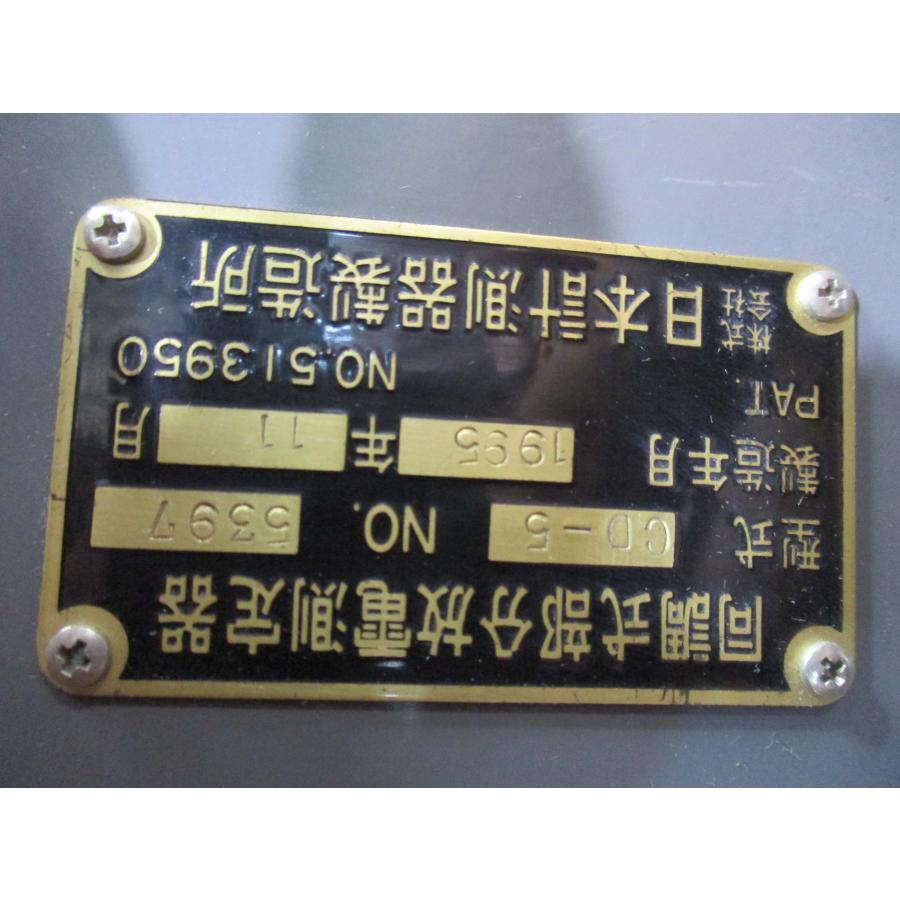 同調式部分放電測定器
型式 CD-5 NO. 5397
製造年月 1995 年 11 月
PAT. NO.513950
株式会社 日本計測器製造所